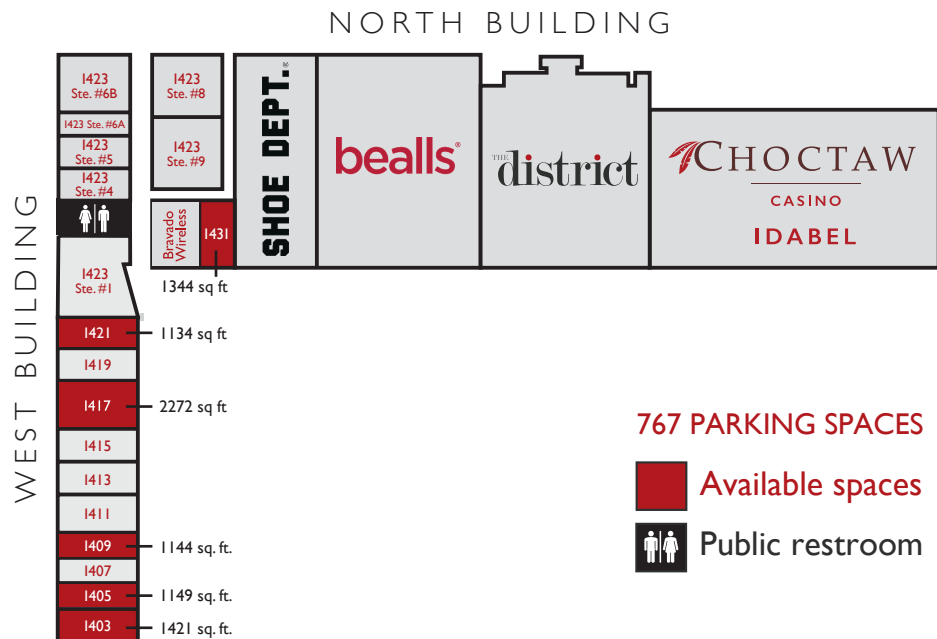 NORTH BUILDING
WEST BUILDING
1423
Ste. #6B
1423 Ste. #6A
1423
Ste. #5
1423
Ste. #4
1423
Ste. #1
1423
Ste. #8
1423
Ste. #9
Bravado
Wireless
1431
1344 sq ft
SHOE DEPT.®
bealls®
THE
district
CHOCTAW
CASINO
IDABEL
1421
1134 sq ft
1419
1417
2272 sq ft
1415
1413
1411
1409
1144 sq. ft.
1407
1405
1149 sq. ft.
1403
1421 sq. ft.
767 PARKING SPACES
Available spaces
Public restroom